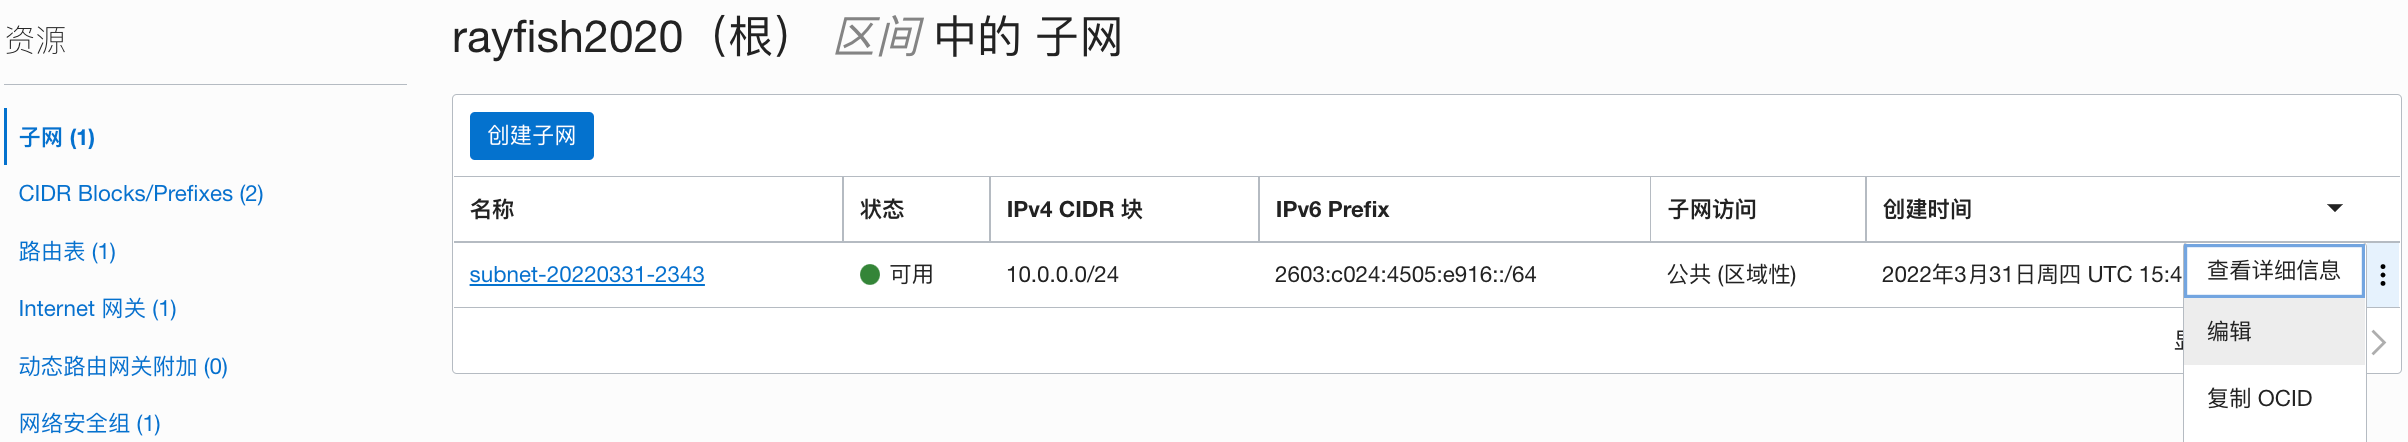 资源
子网 (1)
CIDR Blocks/Prefixes (2)
路由表 (1)
Internet 网关 (1)
动态路由网关附加 (0)
网络安全组 (1)
rayfish2020（根） 区间 中的 子网
创建子网
名称 状态 IPv4 CIDR 块 IPv6 Prefix 子网访问 创建时间
subnet-20220331-2343 可用 10.0.0.0/24 2603:c024:4505:e916::/64 公共 (区域性) 2022年3月31日周四 UTC 15:4
查看详细信息
编辑
复制 OCID